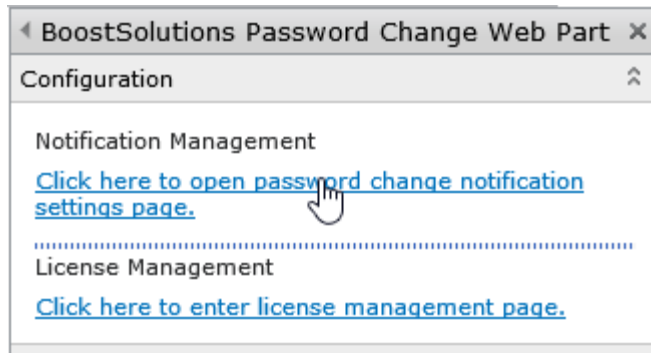 BoostSolutions Password Change Web Part
Configuration
Notification Management
Click here to open password change notification
settings page.
License Management
Click here to enter license management page.